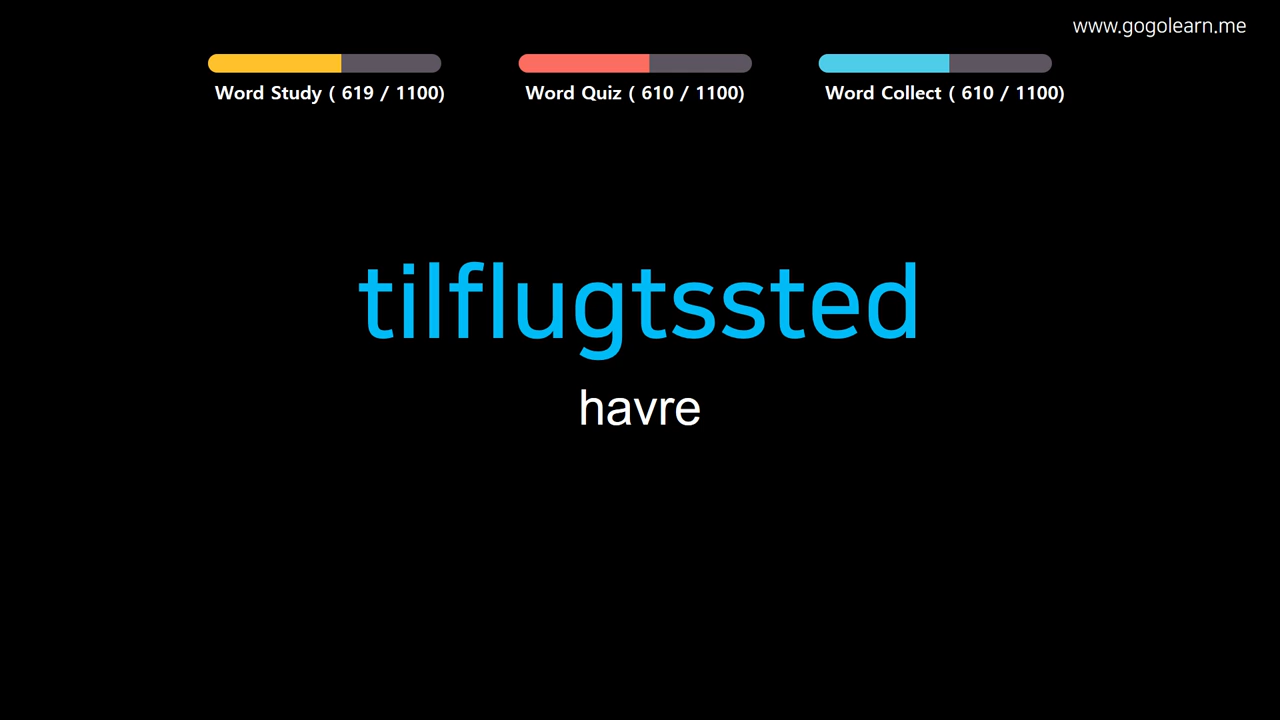 www.gogolearn.me
Word Study ( 619 / 1100)
Word Quiz ( 610 / 1100)
Word Collect ( 610 / 1100)
tilflugtssted
havre